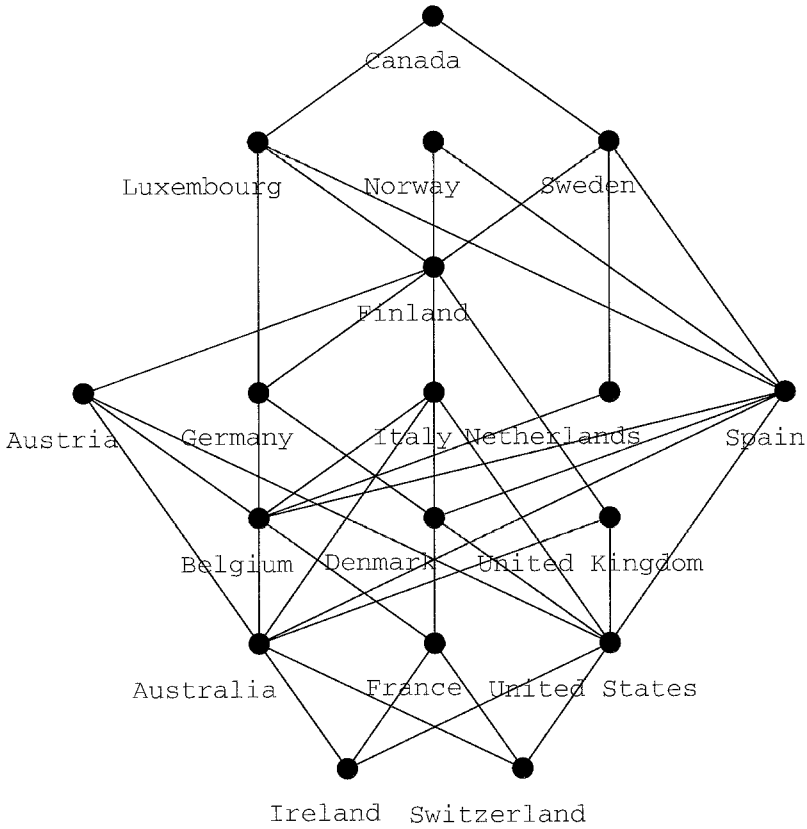 Canada
Luxembourg Norway Sweden
Finland
Austria Germany Italy Netherlands Spain
Belgium Denmark United Kingdom
Australia France United States
Ireland Switzerland